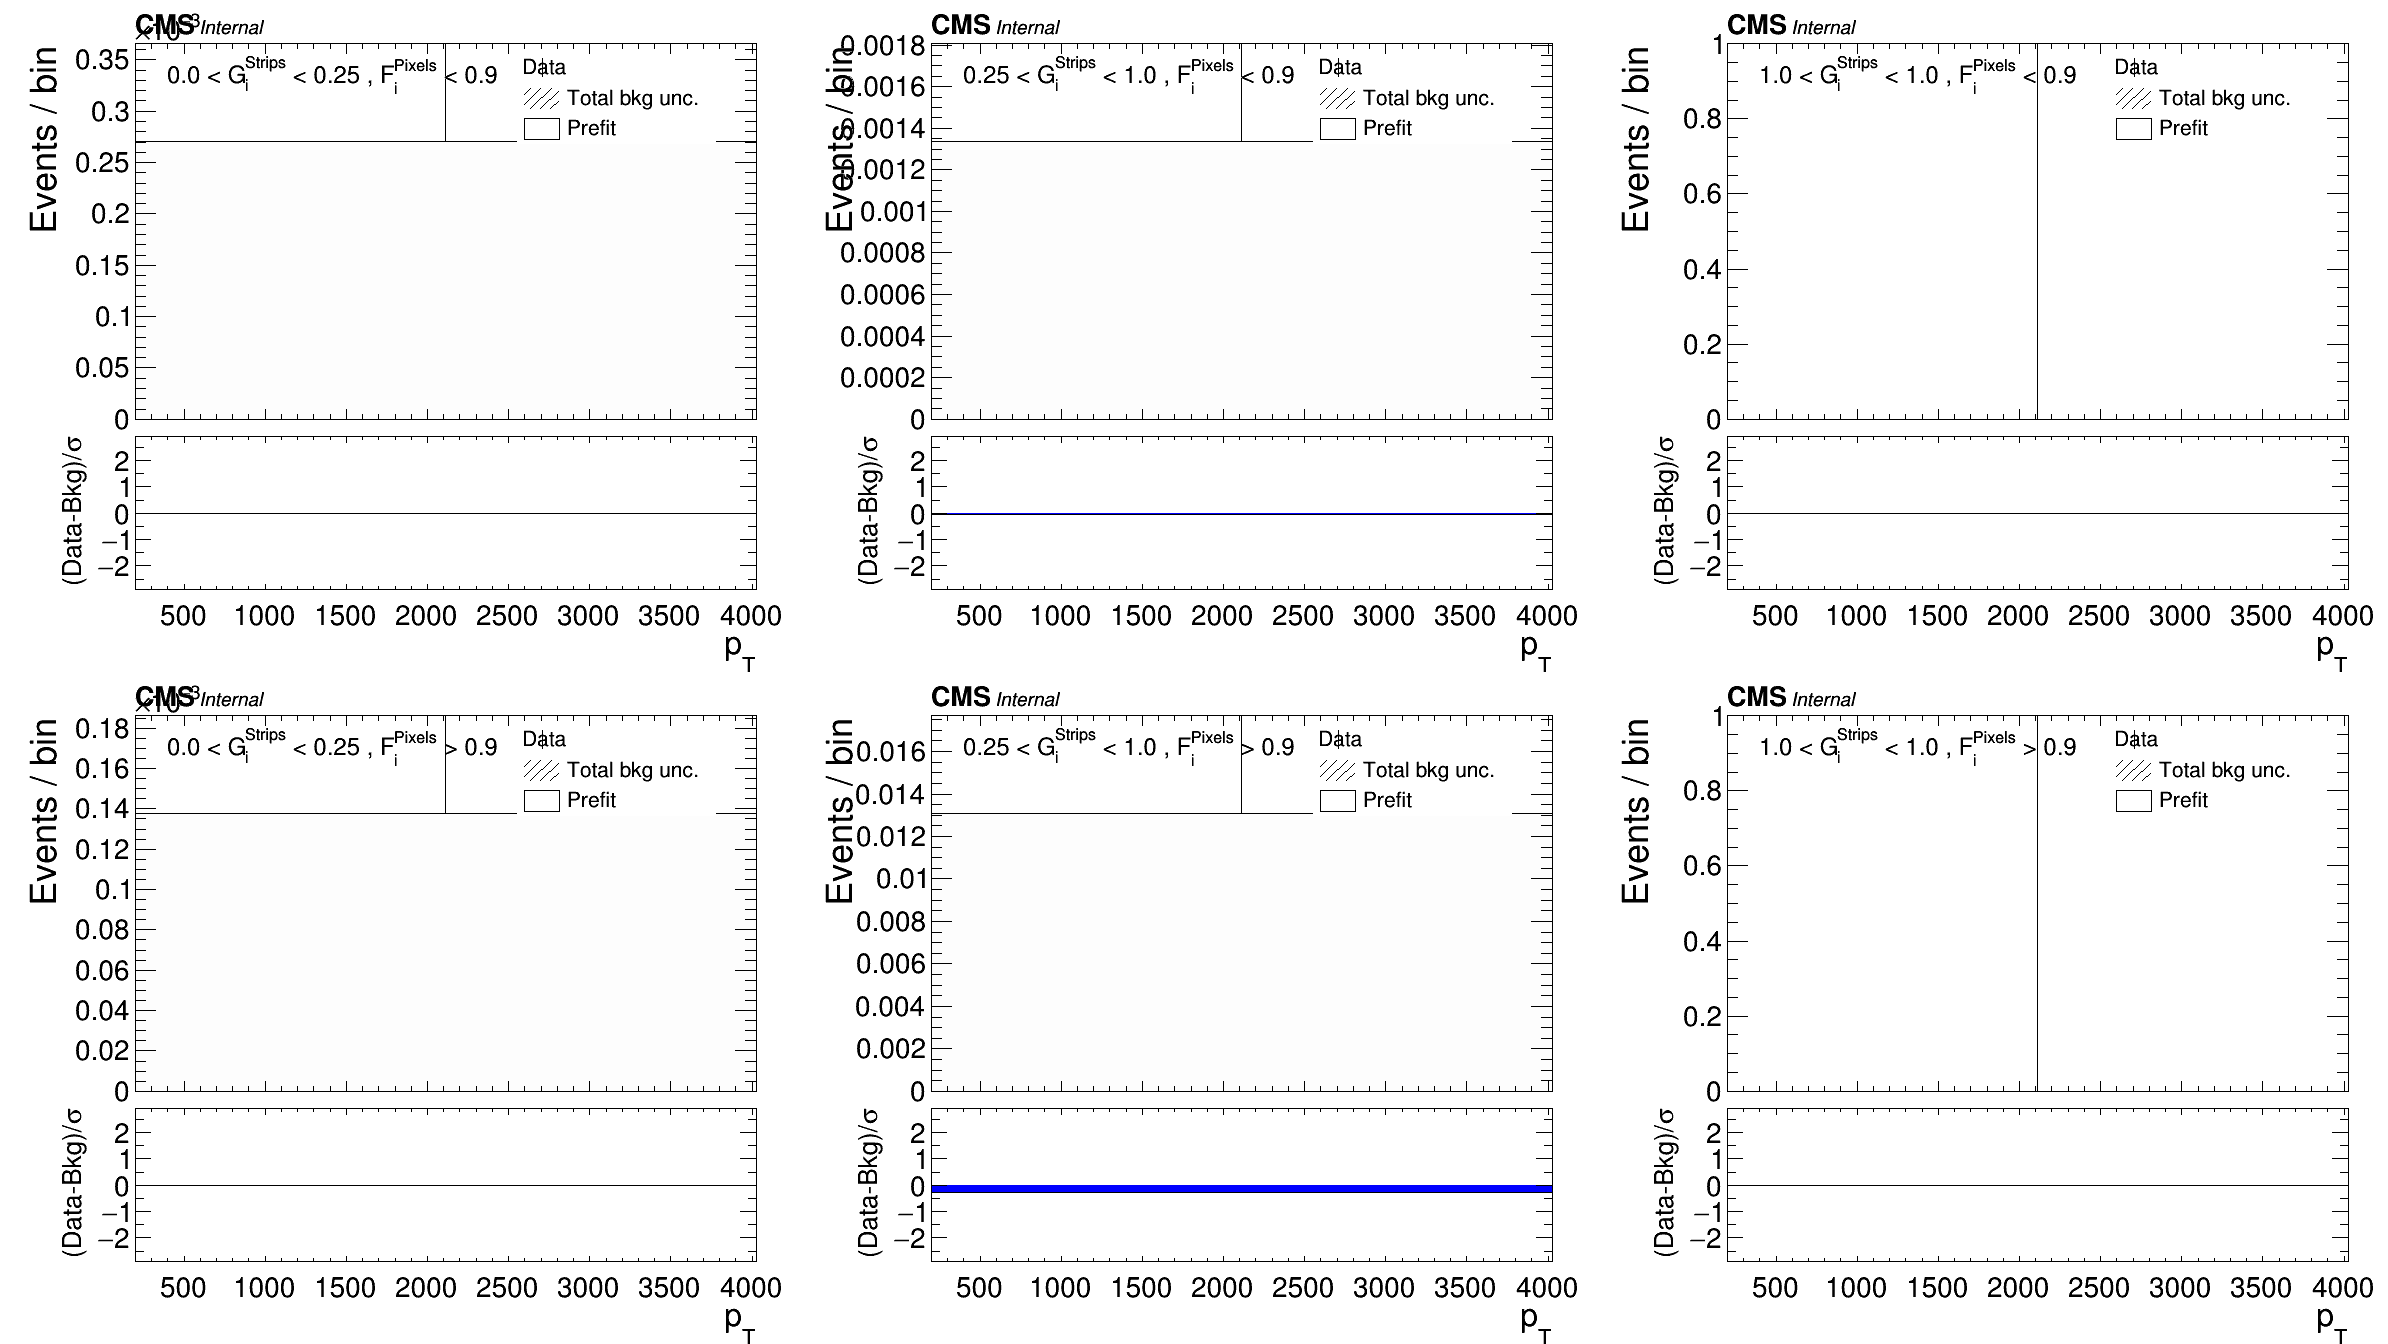 CMS Internal
×10⁻³
0.0 < G_i^Strips < 0.25 , F_i^Pixels < 0.9
Data
Total bkg unc.
Prefit
Events / bin
0.35
0.3
0.25
0.2
0.15
0.1
0.05
0
(Data-Bkg)/σ
2
1
0
−1
−2
500 1000 1500 2000 2500 3000 3500 4000
p_T
CMS Internal
0.25 < G_i^Strips < 1.0 , F_i^Pixels < 0.9
Data
Total bkg unc.
Prefit
Events / bin
0.0018
0.0016
0.0014
0.0012
0.001
0.0008
0.0006
0.0004
0.0002
0
(Data-Bkg)/σ
2
1
0
−1
−2
500 1000 1500 2000 2500 3000 3500 4000
p_T
CMS Internal
1.0 < G_i^Strips < 1.0 , F_i^Pixels < 0.9
Data
Total bkg unc.
Prefit
Events / bin
1
0.8
0.6
0.4
0.2
0
(Data-Bkg)/σ
2
1
0
−1
−2
500 1000 1500 2000 2500 3000 3500 4000
p_T
CMS Internal
×10⁻³
0.0 < G_i^Strips < 0.25 , F_i^Pixels > 0.9
Data
Total bkg unc.
Prefit
Events / bin
0.18
0.16
0.14
0.12
0.1
0.08
0.06
0.04
0.02
0
(Data-Bkg)/σ
2
1
0
−1
−2
500 1000 1500 2000 2500 3000 3500 4000
p_T
CMS Internal
0.25 < G_i^Strips < 1.0 , F_i^Pixels > 0.9
Data
Total bkg unc.
Prefit
Events / bin
0.016
0.014
0.012
0.01
0.008
0.006
0.004
0.002
0
(Data-Bkg)/σ
2
1
0
−1
−2
500 1000 1500 2000 2500 3000 3500 4000
p_T
CMS Internal
1.0 < G_i^Strips < 1.0 , F_i^Pixels > 0.9
Data
Total bkg unc.
Prefit
Events / bin
1
0.8
0.6
0.4
0.2
0
(Data-Bkg)/σ
2
1
0
−1
−2
500 1000 1500 2000 2500 3000 3500 4000
p_T